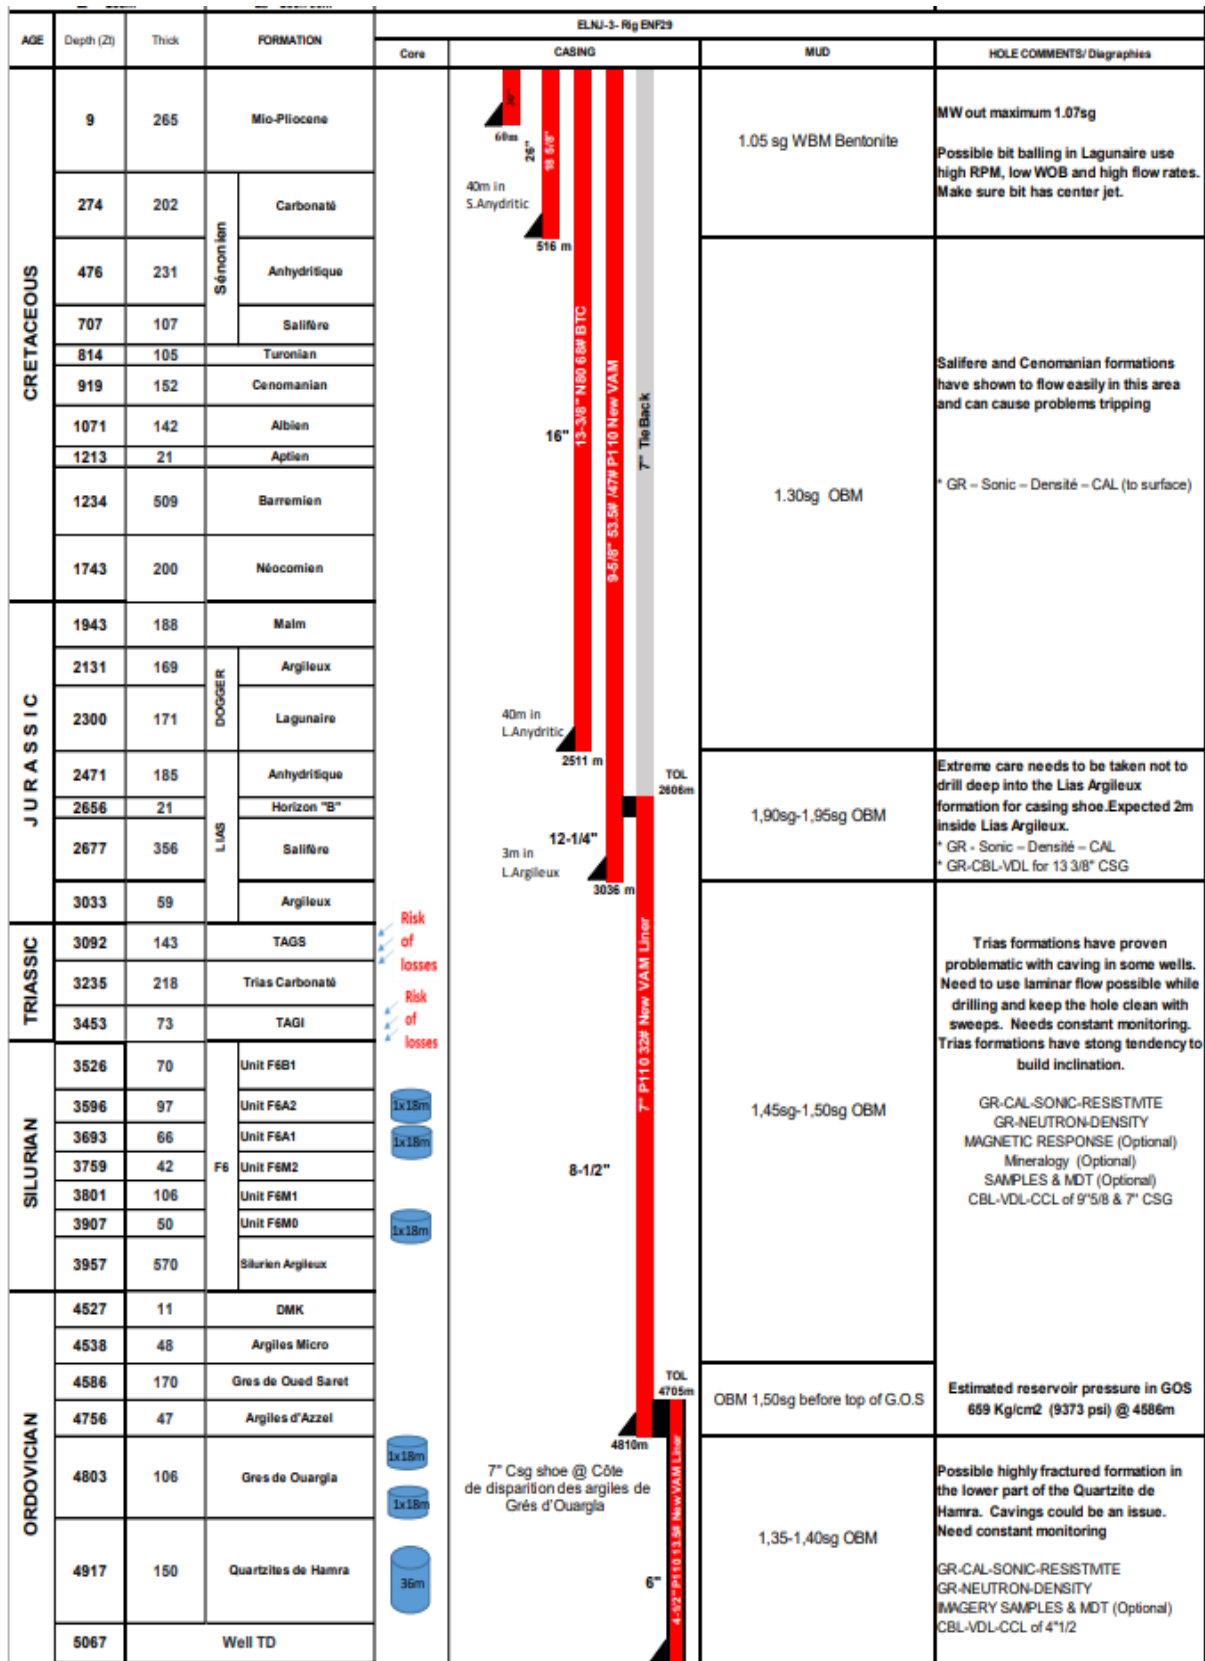 ELNJ-3- Rig ENF29
AGE Depth (Zt) Thick FORMATION Core CASING MUD HOLE COMMENTS/ Diagraphies
CRETACEOUS
9 265 Mio-Pliocene
Sénonien
274 202 Carbonaté
476 231 Anhydritique
707 107 Salifère
814 105 Turonian
919 152 Cenomanian
1071 142 Albien
1213 21 Aptien
1234 509 Barremien
1743 200 Néocomien
JURASSIC
1943 188 Malm
DOGGER
2131 169 Argileux
2300 171 Lagunaire
LIAS
2471 185 Anhydritique
2656 21 Horizon "B"
2677 356 Salifère
3033 59 Argileux
TRIASSIC
3092 143 TAGS
3235 218 Trias Carbonaté
3453 73 TAGI
SILURIAN
F6
3526 70 Unit F6B1
3596 97 Unit F6A2
3693 66 Unit F6A1
3759 42 Unit F6M2
3801 106 Unit F6M1
3907 50 Unit F6M0
3957 570 Silurien Argileux
ORDOVICIAN
4527 11 DMK
4538 48 Argiles Micro
4586 170 Gres de Oued Saret
4756 47 Argiles d'Azzel
4803 106 Gres de Ouargla
4917 150 Quartzites de Hamra
5067 Well TD
Risk
of
losses
Risk
of
losses
1x18m
1x18m
1x18m
1x18m
1x18m
36m
30"
60m
26"
18 5/8"
40m in
S.Anydritic
516 m
16"
13-3/8" N80 68# BTC
9-5/8" 53.5# /47# P110 New VAM
7" Tie Back
40m in
L.Anydritic
2511 m
TOL
2606m
12-1/4"
3m in
L.Argileux
3036 m
7" P110 32# New VAM Liner
8-1/2"
TOL
4705m
4810m
7" Csg shoe @ Côte
de disparition des argiles de
Grés d'Ouargla
4-1/2" P110 13.5# New VAM Liner
6"
1.05 sg WBM Bentonite
1.30sg OBM
1,90sg-1,95sg OBM
1,45sg-1,50sg OBM
OBM 1,50sg before top of G.O.S
1,35-1,40sg OBM
MW out maximum 1.07sg
Possible bit balling in Lagunaire use
high RPM, low WOB and high flow rates.
Make sure bit has center jet.
Salifere and Cenomanian formations
have shown to flow easily in this area
and can cause problems tripping
* GR – Sonic – Densité – CAL (to surface)
Extreme care needs to be taken not to
drill deep into the Lias Argileux
formation for casing shoe.Expected 2m
inside Lias Argileux.
* GR - Sonic – Densité – CAL
* GR-CBL-VDL for 13 3/8" CSG
Trias formations have proven
problematic with caving in some wells.
Need to use laminar flow possible while
drilling and keep the hole clean with
sweeps. Needs constant monitoring.
Trias formations have stong tendency to
build inclination.
GR-CAL-SONIC-RESISTIVITE
GR-NEUTRON-DENSITY
MAGNETIC RESPONSE (Optional)
Mineralogy (Optional)
SAMPLES & MDT (Optional)
CBL-VDL-CCL of 9"5/8 & 7" CSG
Estimated reservoir pressure in GOS
659 Kg/cm2 (9373 psi) @ 4586m
Possible highly fractured formation in
the lower part of the Quartzite de
Hamra. Cavings could be an issue.
Need constant monitoring
GR-CAL-SONIC-RESISTIVITE
GR-NEUTRON-DENSITY
IMAGERY SAMPLES & MDT (Optional)
CBL-VDL-CCL of 4"1/2